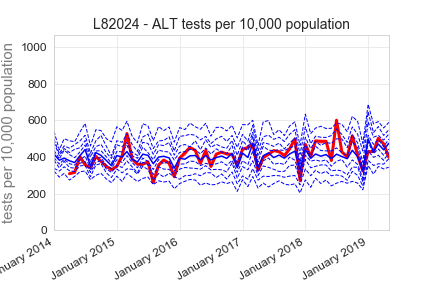 L82024 - ALT tests per 10,000 population
tests per 10,000 population
1000
800
600
400
200
0
nuary 2014
January 2015
January 2016
January 2017
January 2018
January 2019